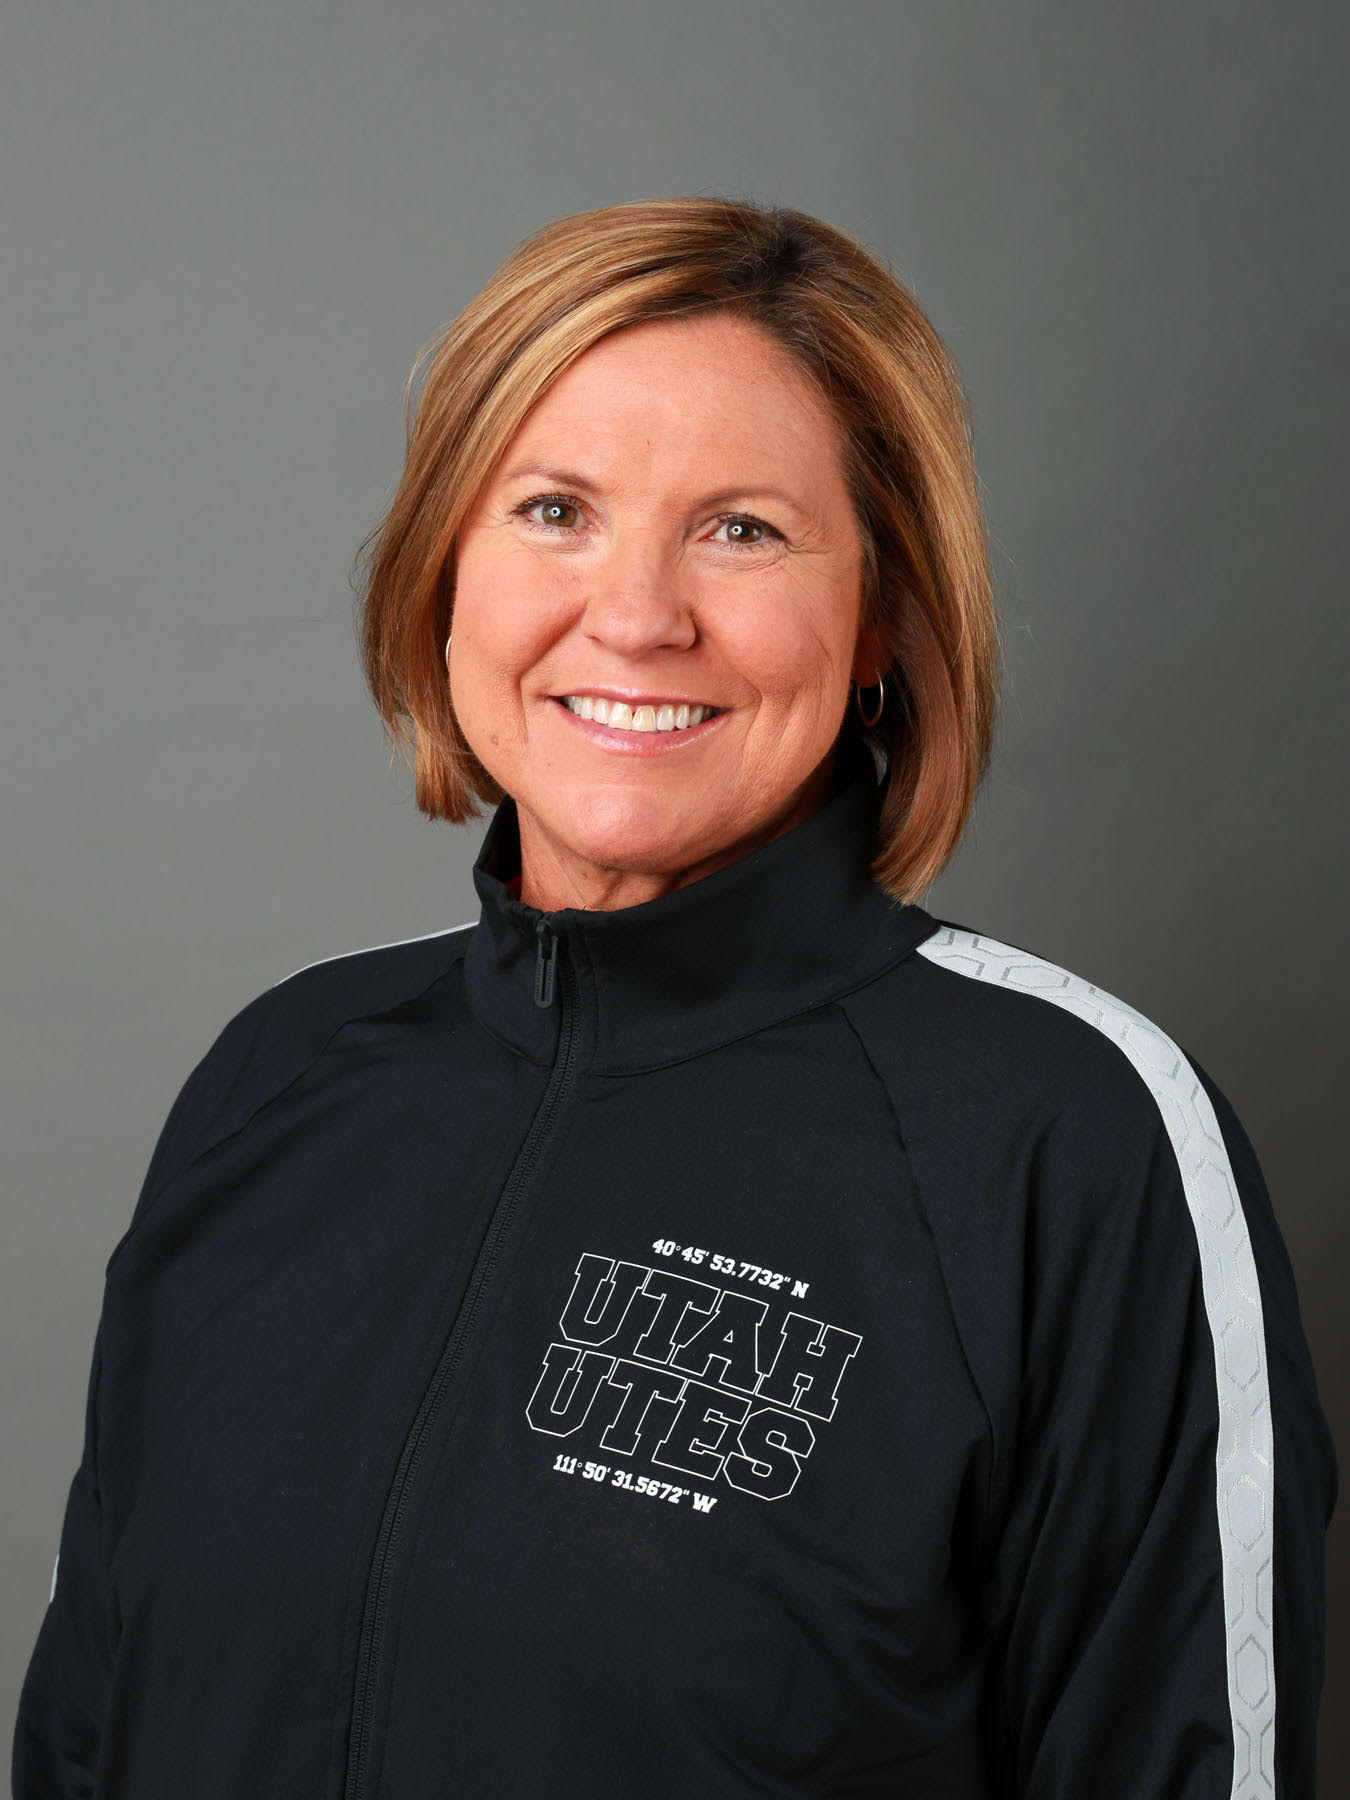 40° 45' 53.7732" N
UTAH
UTES
111° 50' 31.5672" W